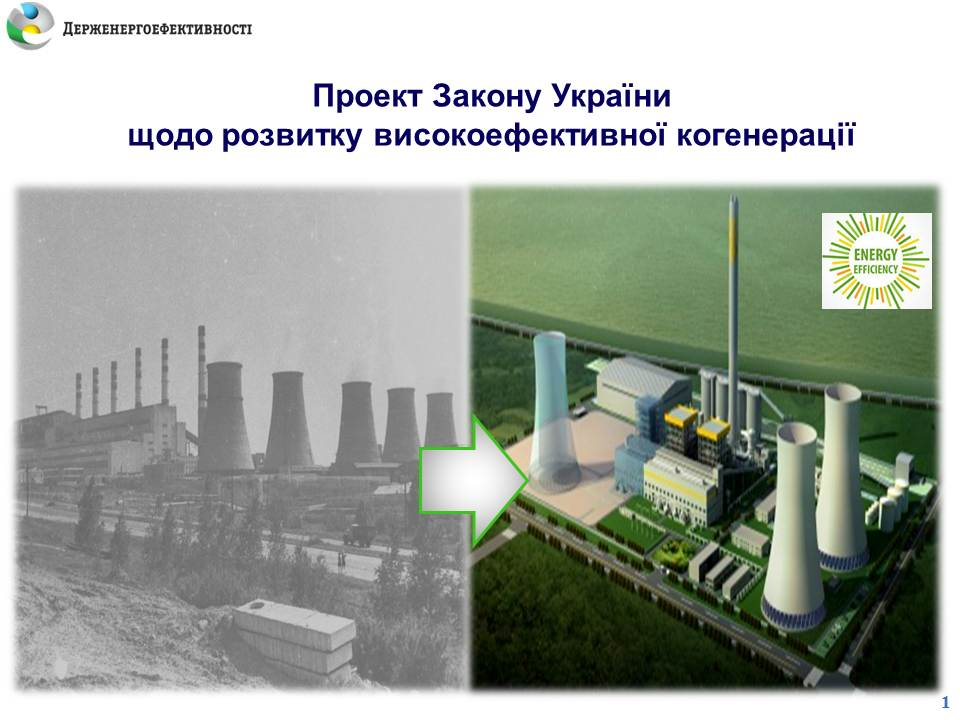 ДЕРЖЕНЕРГОЕФЕКТИВНОСТІ
Проект Закону України
щодо розвитку високоефективної когенерації
ENERGY
EFFICIENCY
1